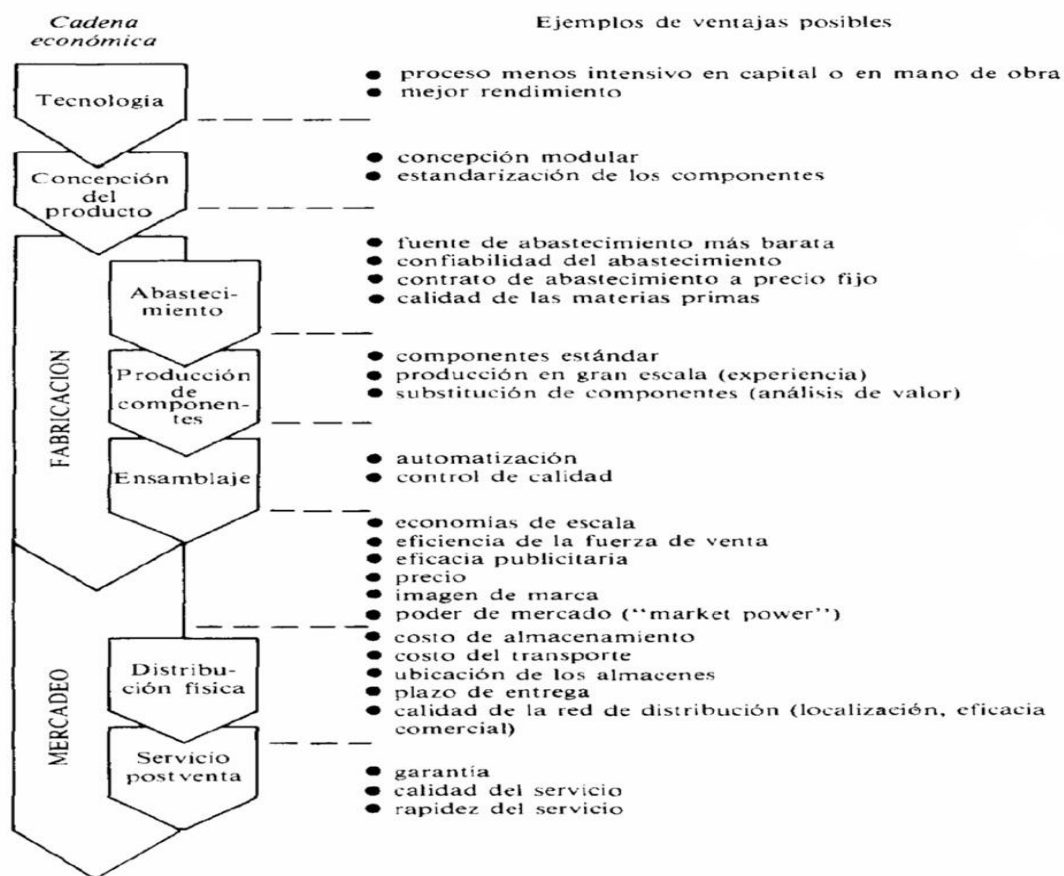 Cadena
económica
Ejemplos de ventajas posibles
Tecnología
● proceso menos intensivo en capital o en mano de obra
● mejor rendimiento
Concepción
del
producto
● concepción modular
● estandarización de los componentes
FABRICACION
Abasteci-
miento
● fuente de abastecimiento más barata
● confiabilidad del abastecimiento
● contrato de abastecimiento a precio fijo
● calidad de las materias primas
Producción
de
componen-
tes
● componentes estándar
● producción en gran escala (experiencia)
● substitución de componentes (análisis de valor)
Ensamblaje
● automatización
● control de calidad
MERCADEO
● economías de escala
● eficiencia de la fuerza de venta
● eficacia publicitaria
● precio
● imagen de marca
● poder de mercado (“market power”)
Distribu-
ción física
● costo de almacenamiento
● costo del transporte
● ubicación de los almacenes
● plazo de entrega
● calidad de la red de distribución (localización, eficacia
comercial)
Servicio
postventa
● garantía
● calidad del servicio
● rapidez del servicio